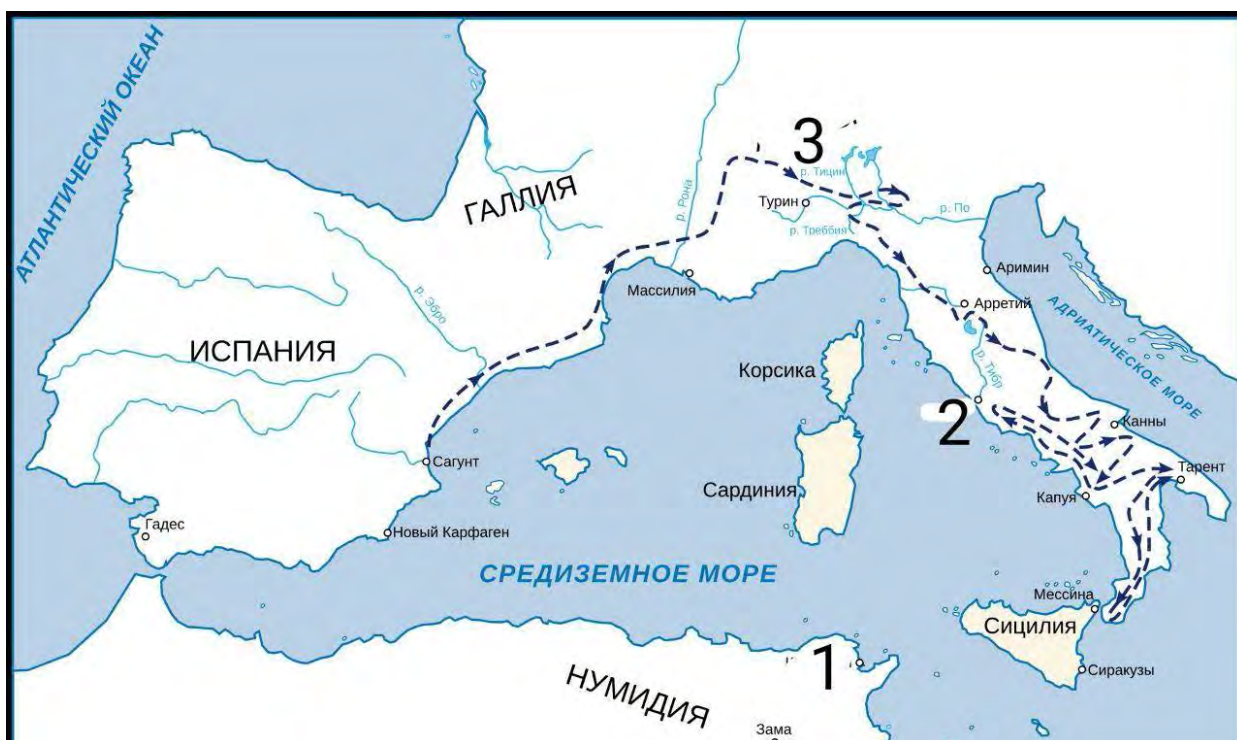 АТЛАНТИЧЕСКИЙ ОКЕАН
ГАЛЛИЯ
р. Рона
3
р. Тицин
Турин
р. По
р. Треббия
Массилия
Аримин
Арретий
АДРИАТИЧЕСКОЕ МОРЕ
р. Эбро
ИСПАНИЯ
Корсика
р. Тибр
2
Канны
Сагунт
Тарент
Сардиния
Капуя
Гадес
Новый Карфаген
СРЕДИЗЕМНОЕ МОРЕ
Мессина
Сицилия
1
Сиракузы
НУМИДИЯ
Зама